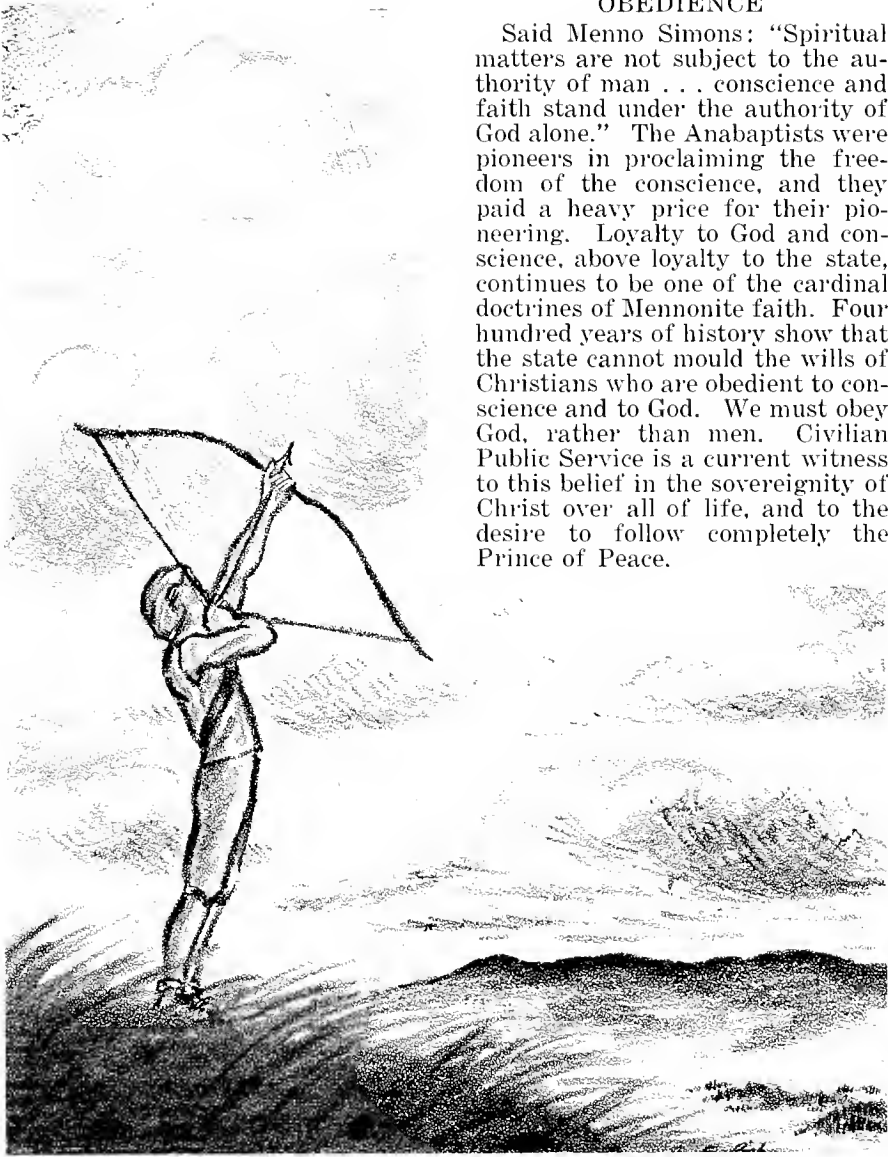 OBEDIENCE
Said Menno Simons: “Spiritual
matters are not subject to the au-
thority of man . . . conscience and
faith stand under the authority of
God alone.” The Anabaptists were
pioneers in proclaiming the free-
dom of the conscience, and they
paid a heavy price for their pio-
neering. Loyalty to God and con-
science, above loyalty to the state,
continues to be one of the cardinal
doctrines of Mennonite faith. Four
hundred years of history show that
the state cannot mould the wills of
Christians who are obedient to con-
science and to God. We must obey
God, rather than men. Civilian
Public Service is a current witness
to this belief in the sovereignity of
Christ over all of life, and to the
desire to follow completely the
Prince of Peace.